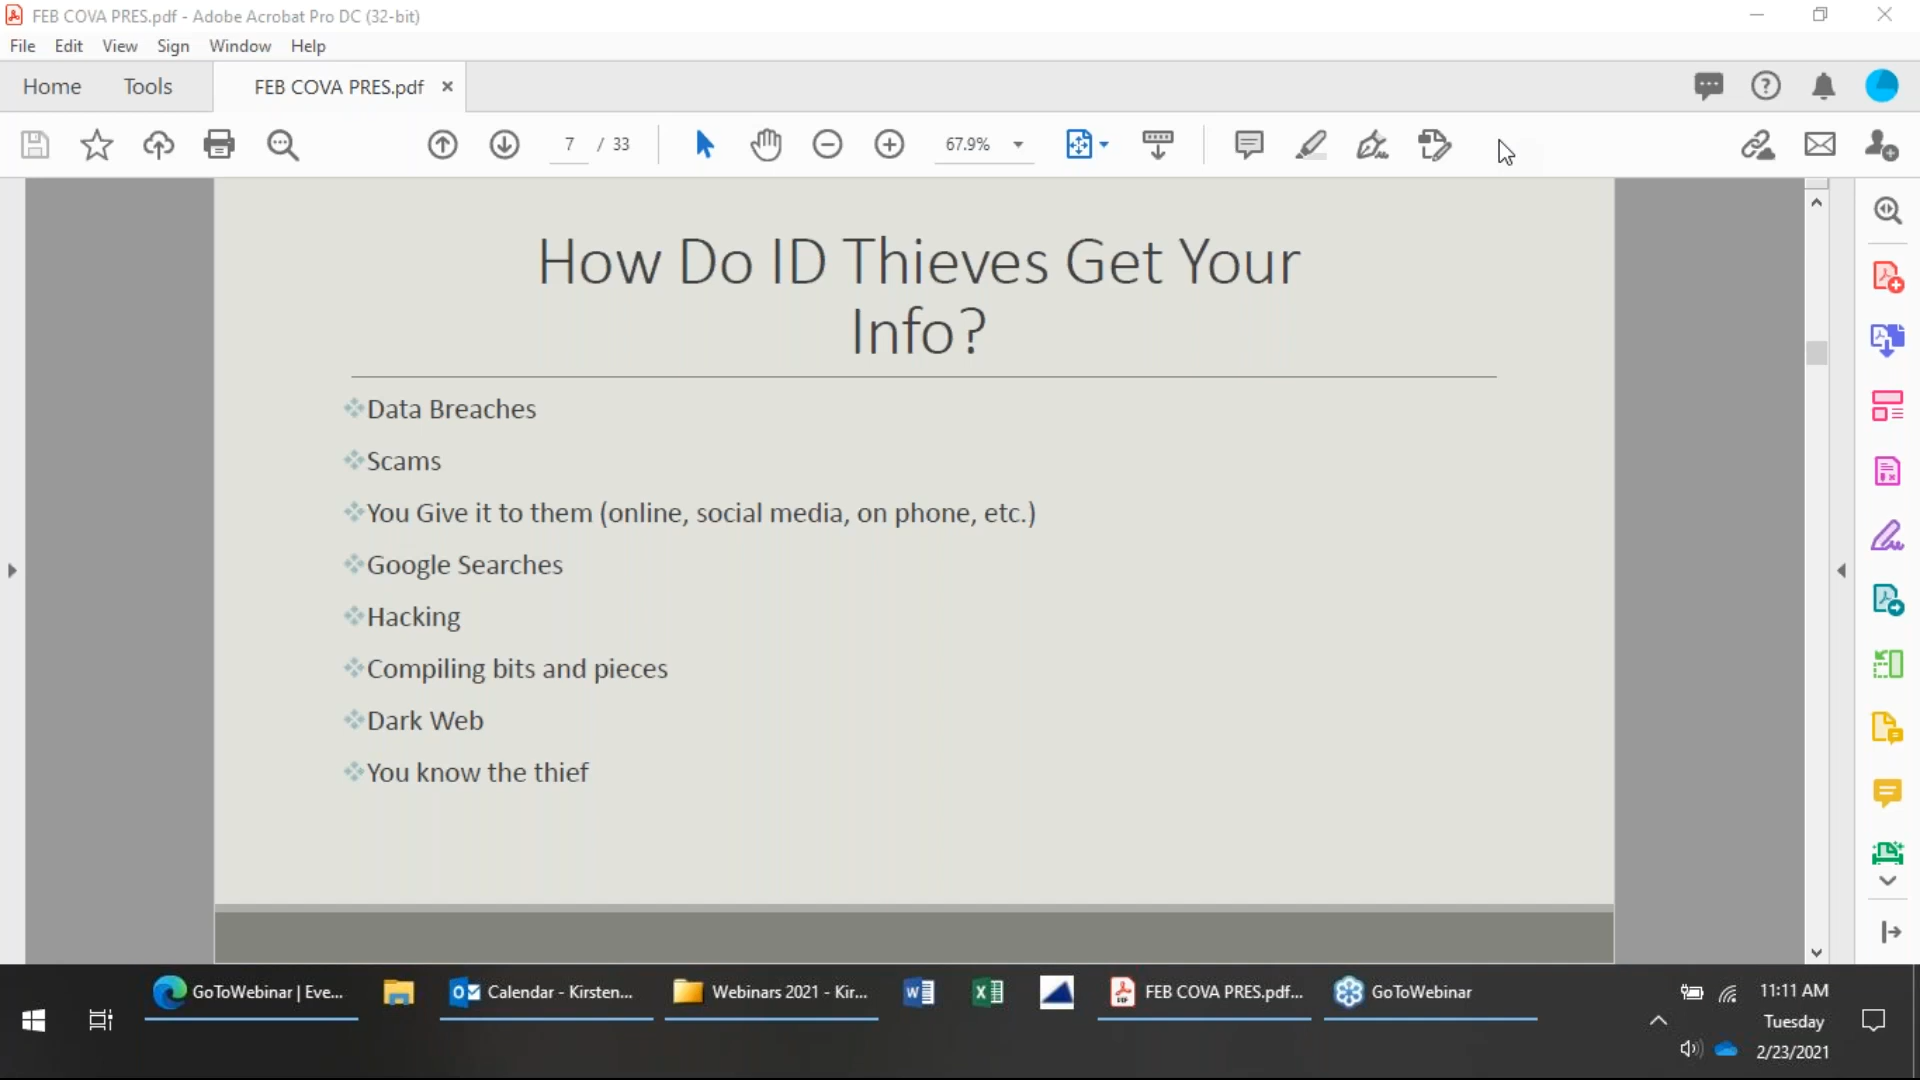 FEB COVA PRES.pdf - Adobe Acrobat Pro DC (32-bit)
File Edit View Sign Window Help
Home Tools FEB COVA PRES.pdf ×
7 / 33 67.9%
How Do ID Thieves Get Your
Info?
Data Breaches
Scams
You Give it to them (online, social media, on phone, etc.)
Google Searches
Hacking
Compiling bits and pieces
Dark Web
You know the thief
GoToWebinar | Eve... Calendar - Kirsten... Webinars 2021 - Kir... FEB COVA PRES.pdf... GoToWebinar
11:11 AM
Tuesday
2/23/2021